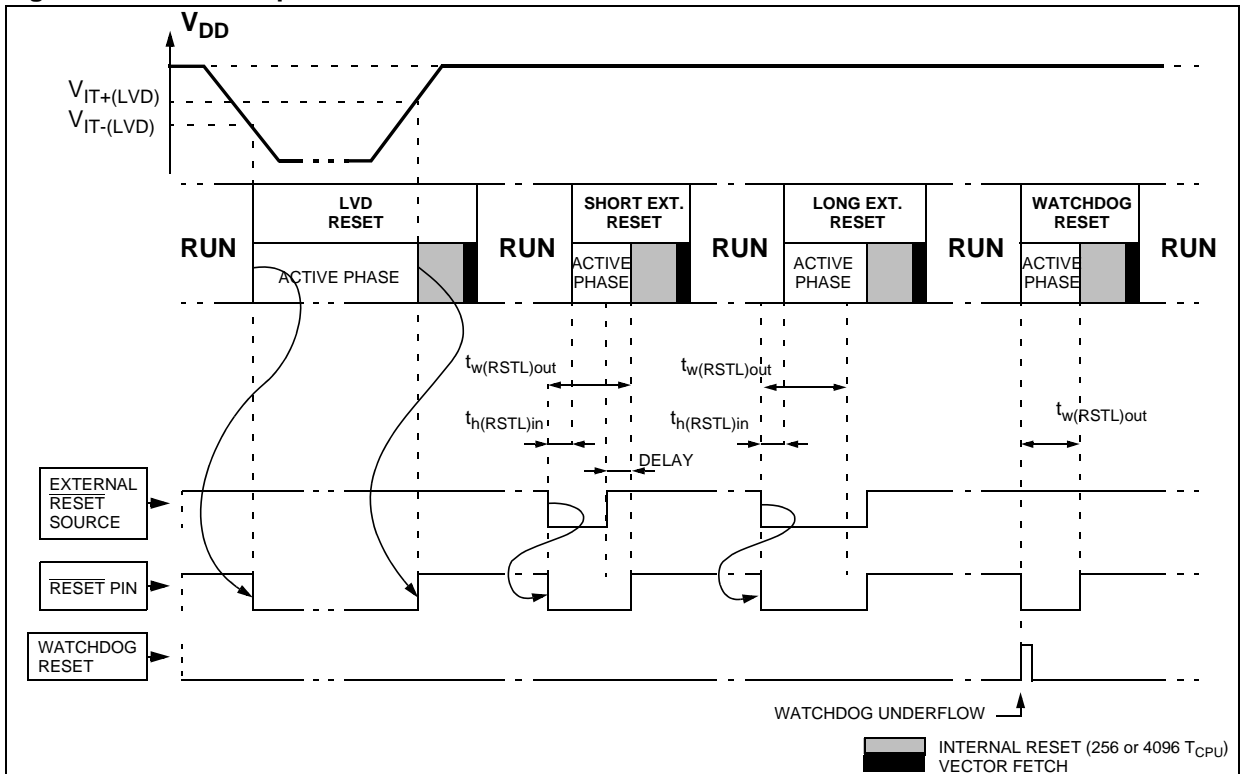 VDD
VIT+(LVD)
VIT-(LVD)
LVD
RESET
SHORT EXT.
RESET
LONG EXT.
RESET
WATCHDOG
RESET
RUN
RUN
RUN
RUN
RUN
ACTIVE PHASE
ACTIVE
PHASE
ACTIVE
PHASE
ACTIVE
PHASE
tw(RSTL)out
tw(RSTL)out
tw(RSTL)out
th(RSTL)in
th(RSTL)in
DELAY
EXTERNAL
RESET
SOURCE
RESET PIN
WATCHDOG
RESET
WATCHDOG UNDERFLOW
INTERNAL RESET (256 or 4096 TCPU)
VECTOR FETCH